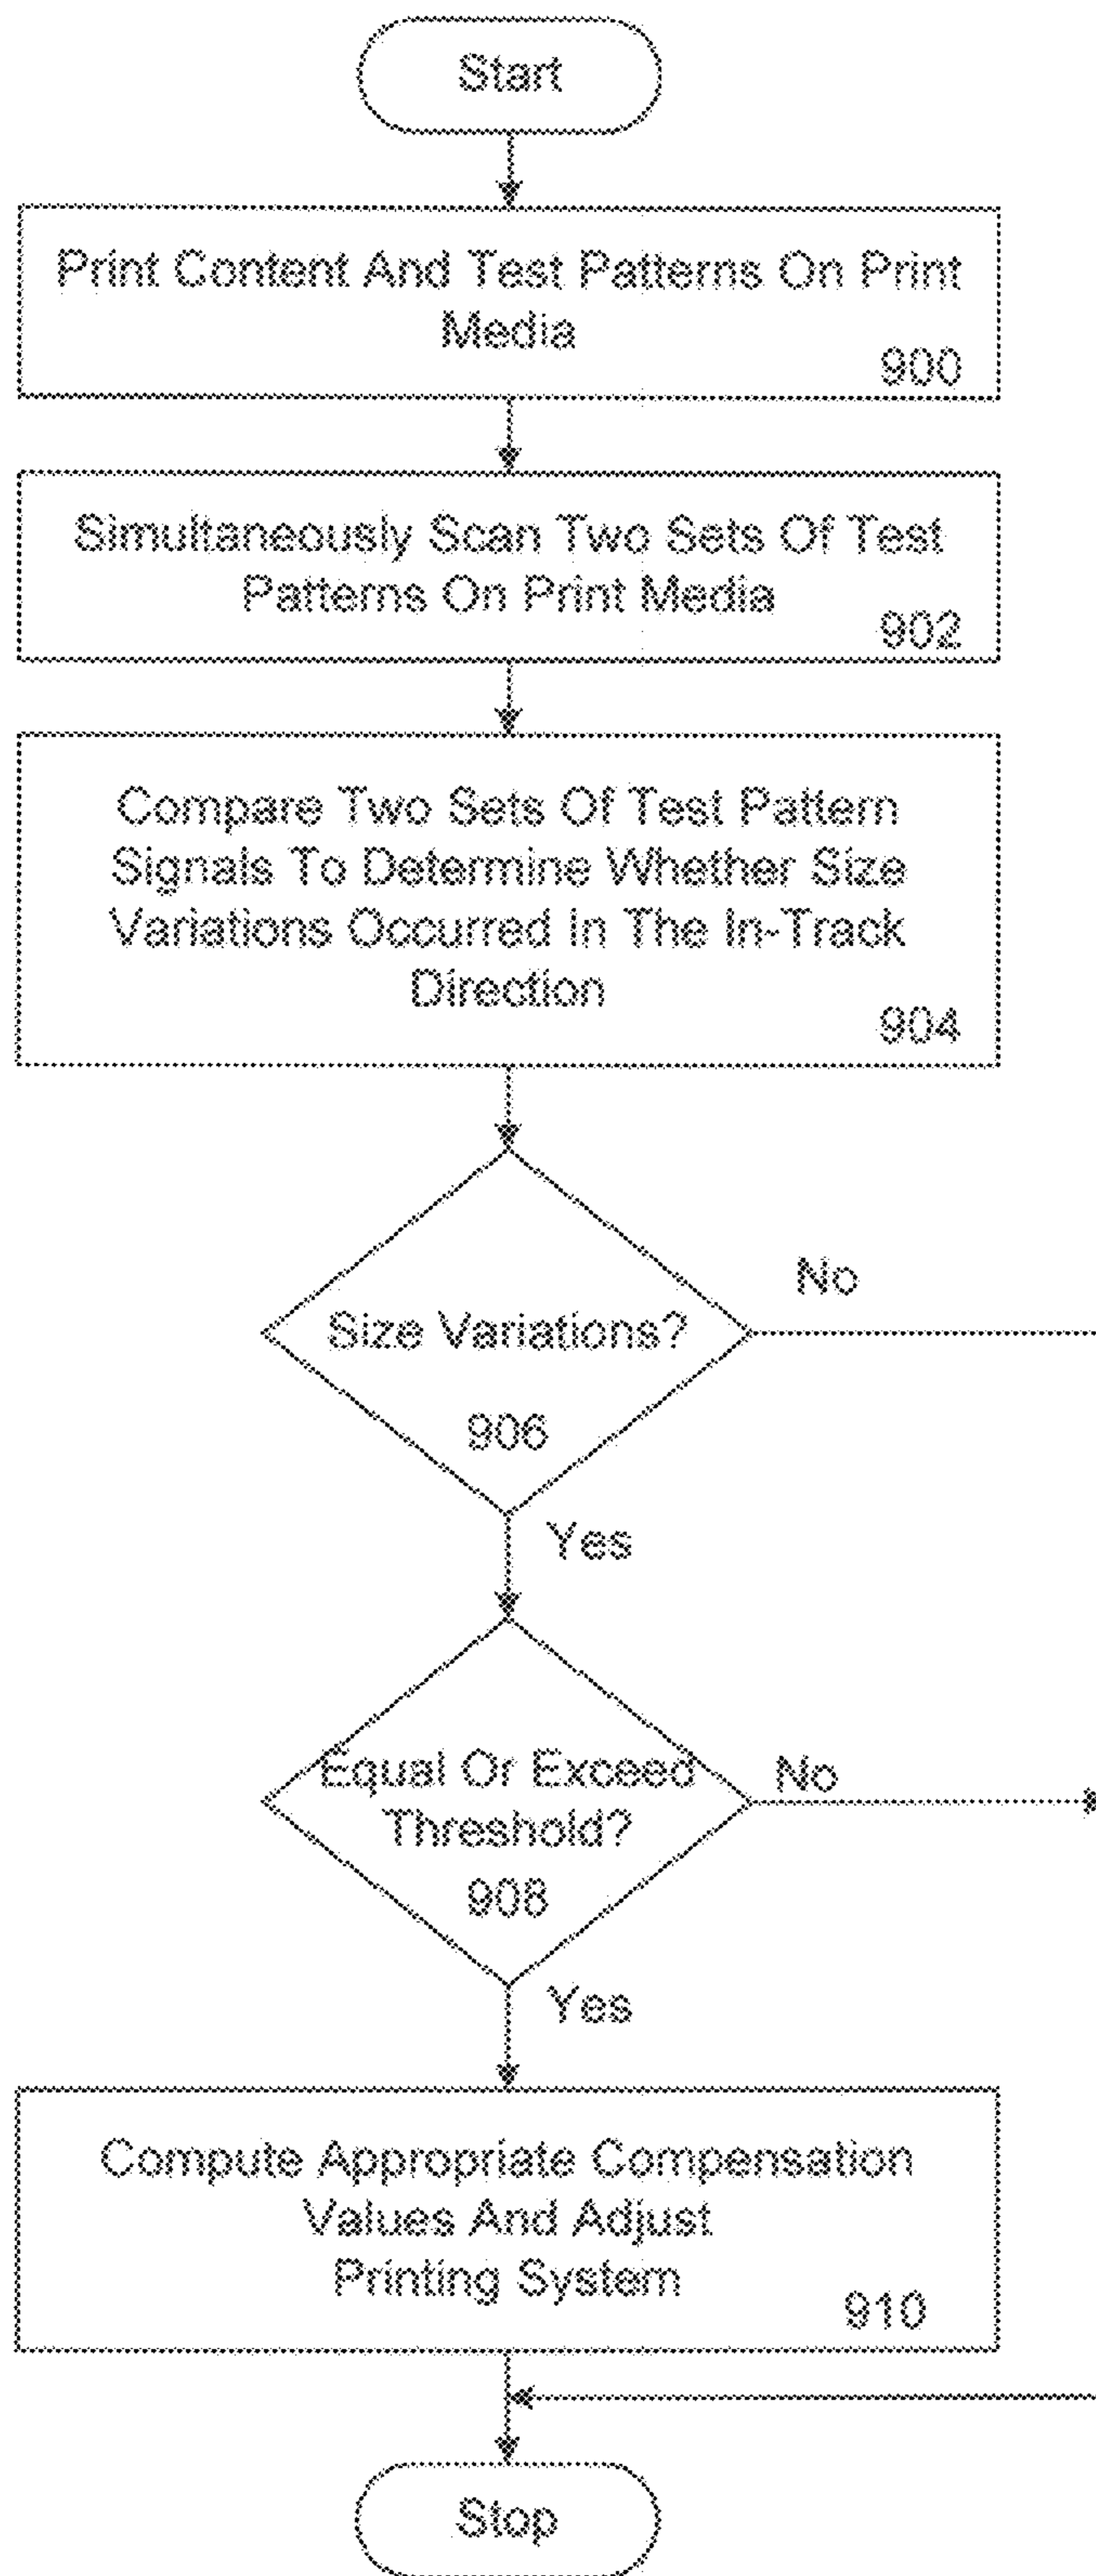 Start
Print Content And Test Patterns On Print
Media
900
Simultaneously Scan Two Sets Of Test
Patterns On Print Media
902
Compare Two Sets Of Test Pattern
Signals To Determine Whether Size
Variations Occurred In The In-Track
Direction
904
No
Size Variations?
906
Yes
Equal Or Exceed
No
Threshold?
908
Yes
Compute Appropriate Compensation
Values And Adjust
Printing System
910
Stop